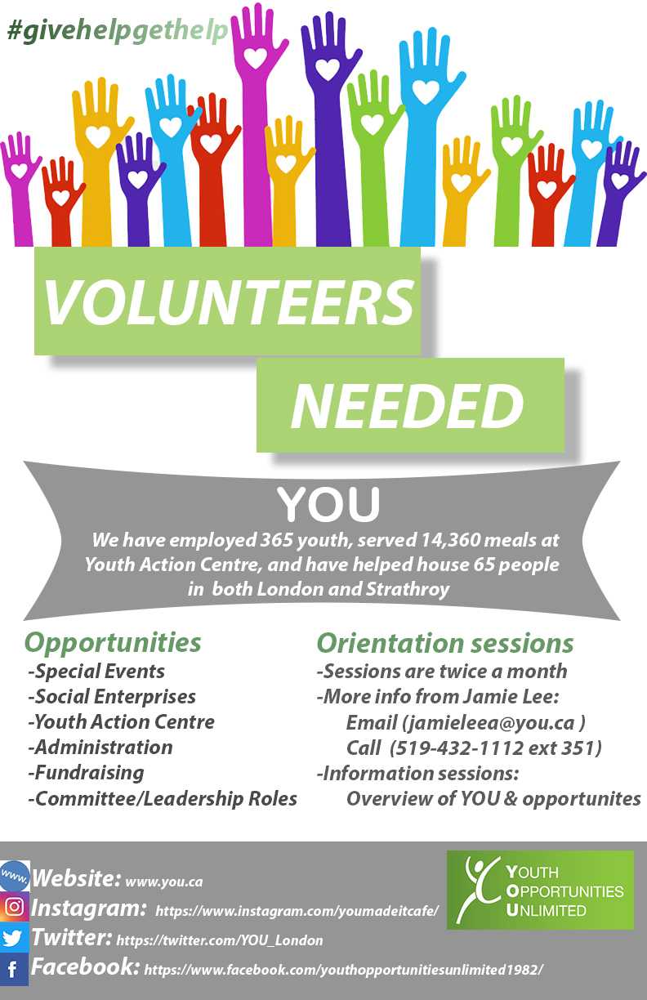 #givehelpgethelp
VOLUNTEERS
NEEDED
YOU
We have employed 365 youth, served 14,360 meals at
Youth Action Centre, and have helped house 65 people
in both London and Strathroy
Opportunities
-Special Events
-Social Enterprises
-Youth Action Centre
-Administration
-Fundraising
-Committee/Leadership Roles
Orientation sessions
-Sessions are twice a month
-More info from Jamie Lee:
Email (jamieleea@you.ca )
Call (519-432-1112 ext 351)
-Information sessions:
Overview of YOU & opportunites
www. Website: www.you.ca
Instagram: https://www.instagram.com/youmadeitcafe/
Twitter: https://twitter.com/YOU_London
f Facebook: https://www.facebook.com/youthopportunitiesunlimited1982/
YOUTH
OPPORTUNITIES
UNLIMITED